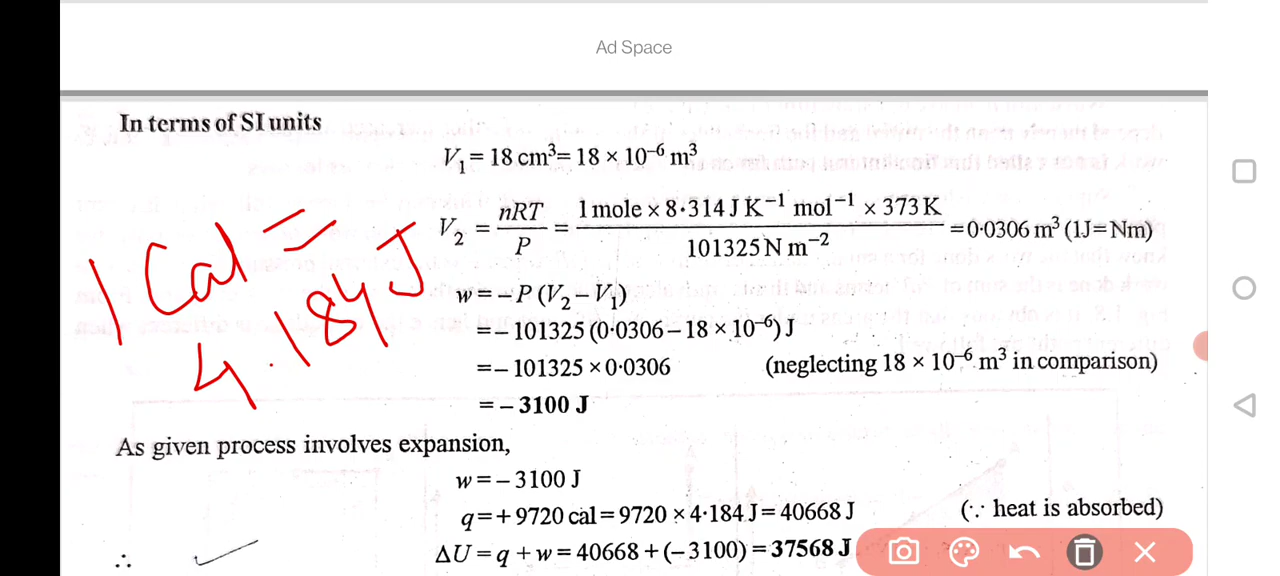 Ad Space
In terms of SI units
V₁ = 18 cm³ = 18 × 10⁻⁶ m³
V₂ = nRT/P = 1 mole × 8·314 J K⁻¹ mol⁻¹ × 373 K / 101325 N m⁻² = 0·0306 m³ (1J = Nm)
1 Cal =
4.184 J
w = – P (V₂ – V₁)
= – 101325 (0·0306 – 18 × 10⁻⁶) J
= – 101325 × 0·0306 (neglecting 18 × 10⁻⁶ m³ in comparison)
= – 3100 J
As given process involves expansion,
w = – 3100 J
q = + 9720 cal = 9720 × 4·184 J = 40668 J (∵ heat is absorbed)
∴ ΔU = q + w = 40668 + (–3100) = 37568 J